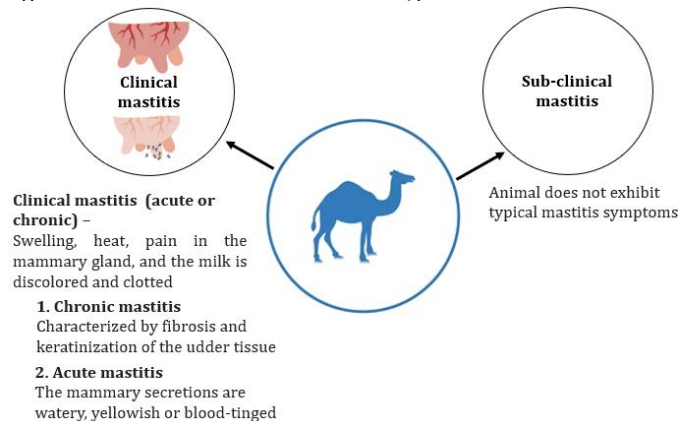 Clinical
mastitis
Sub-clinical
mastitis
Animal does not exhibit
typical mastitis symptoms
Clinical mastitis (acute or
chronic) –
Swelling, heat, pain in the
mammary gland, and the milk is
discolored and clotted
1. Chronic mastitis
Characterized by fibrosis and
keratinization of the udder tissue
2. Acute mastitis
The mammary secretions are
watery, yellowish or blood-tinged